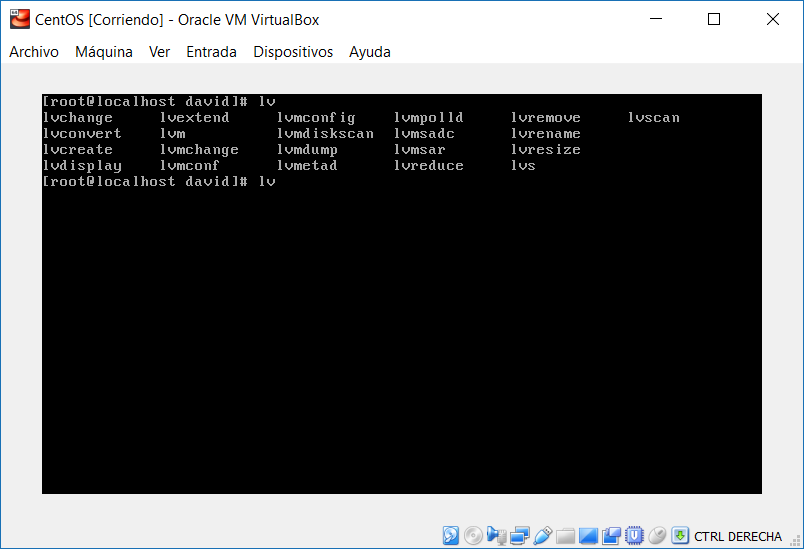 CentOS [Corriendo] - Oracle VM VirtualBox
Archivo Máquina Ver Entrada Dispositivos Ayuda
[root@localhost david]# lv
lvchange lvextend lvmconfig lvmpolld lvremove lvscan
lvconvert lvm lvmdiskscan lvmsadc lvrename
lvcreate lvmchange lvmdump lvmsar lvresize
lvdisplay lvmconf lvmetad lvreduce lvs
[root@localhost david]# lv
CTRL DERECHA